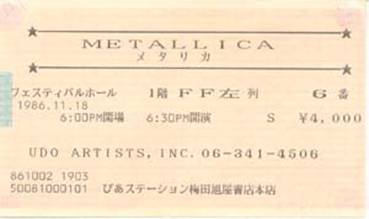 METALLICA
メタリカ
フェスティバルホール 1階 FF左 列 6 番
1986.11.18
6:00PM開場 6:30PM開演 S ¥4,000
UDO ARTISTS, INC. 06-341-4506
861002 1903
50081000101 ぴあステーション梅田旭屋書店本店